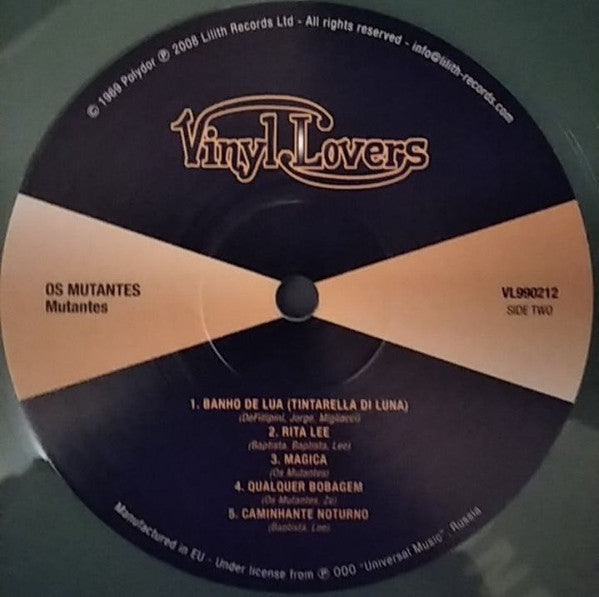 © 1969 Polydor ℗ 2008 Lilith Records Ltd - All rights reserved - info@lilith-records.com
Vinyl Lovers
OS MUTANTES
Mutantes
VL990212
SIDE TWO
1. BANHO DE LUA (TINTARELLA DI LUNA)
(DeFilipini, Jorge, Migliacci)
2. RITA LEE
(Baptista, Baptista, Lee)
3. MAGICA
(Os Mutantes)
4. QUALQUER BOBAGEM
(Os Mutantes, Ze)
5. CAMINHANTE NOTURNO
(Baptista, Lee)
Manufactured in EU - Under license from ℗ OOO "Universal Music". Russia